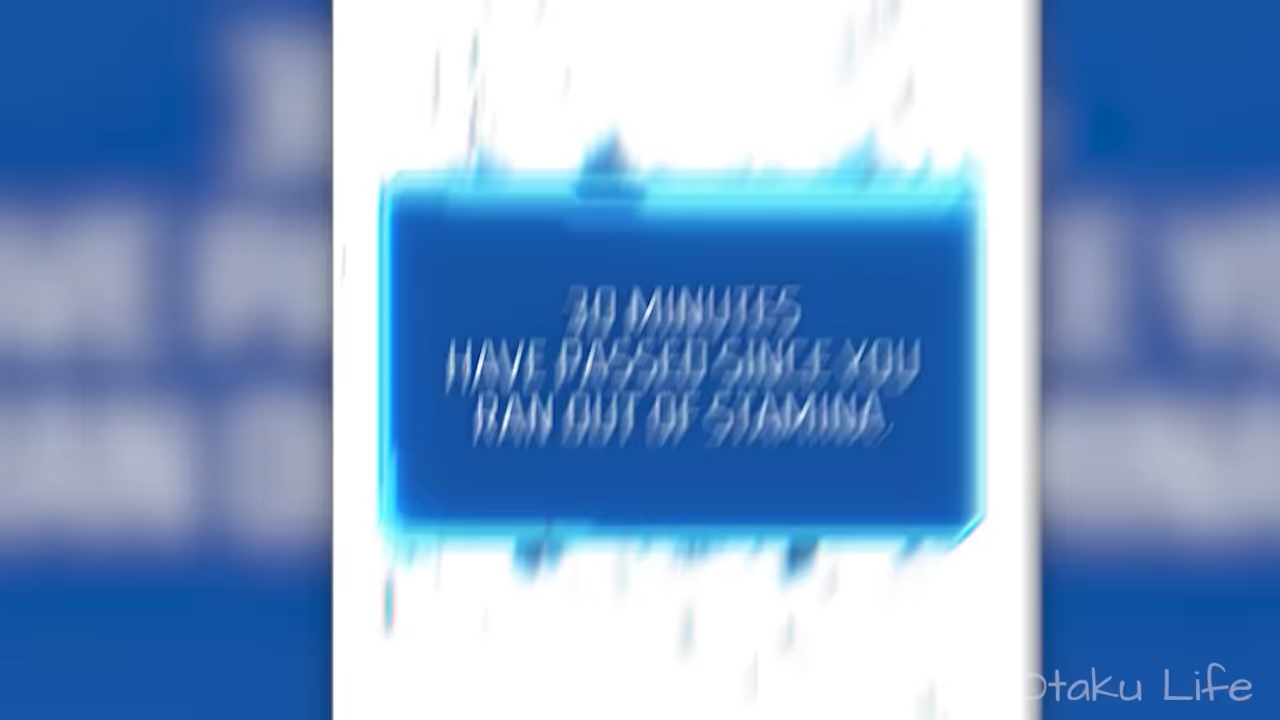 30 MINUTES
HAVE PASSED SINCE YOU
RAN OUT OF STAMINA
Otaku Life